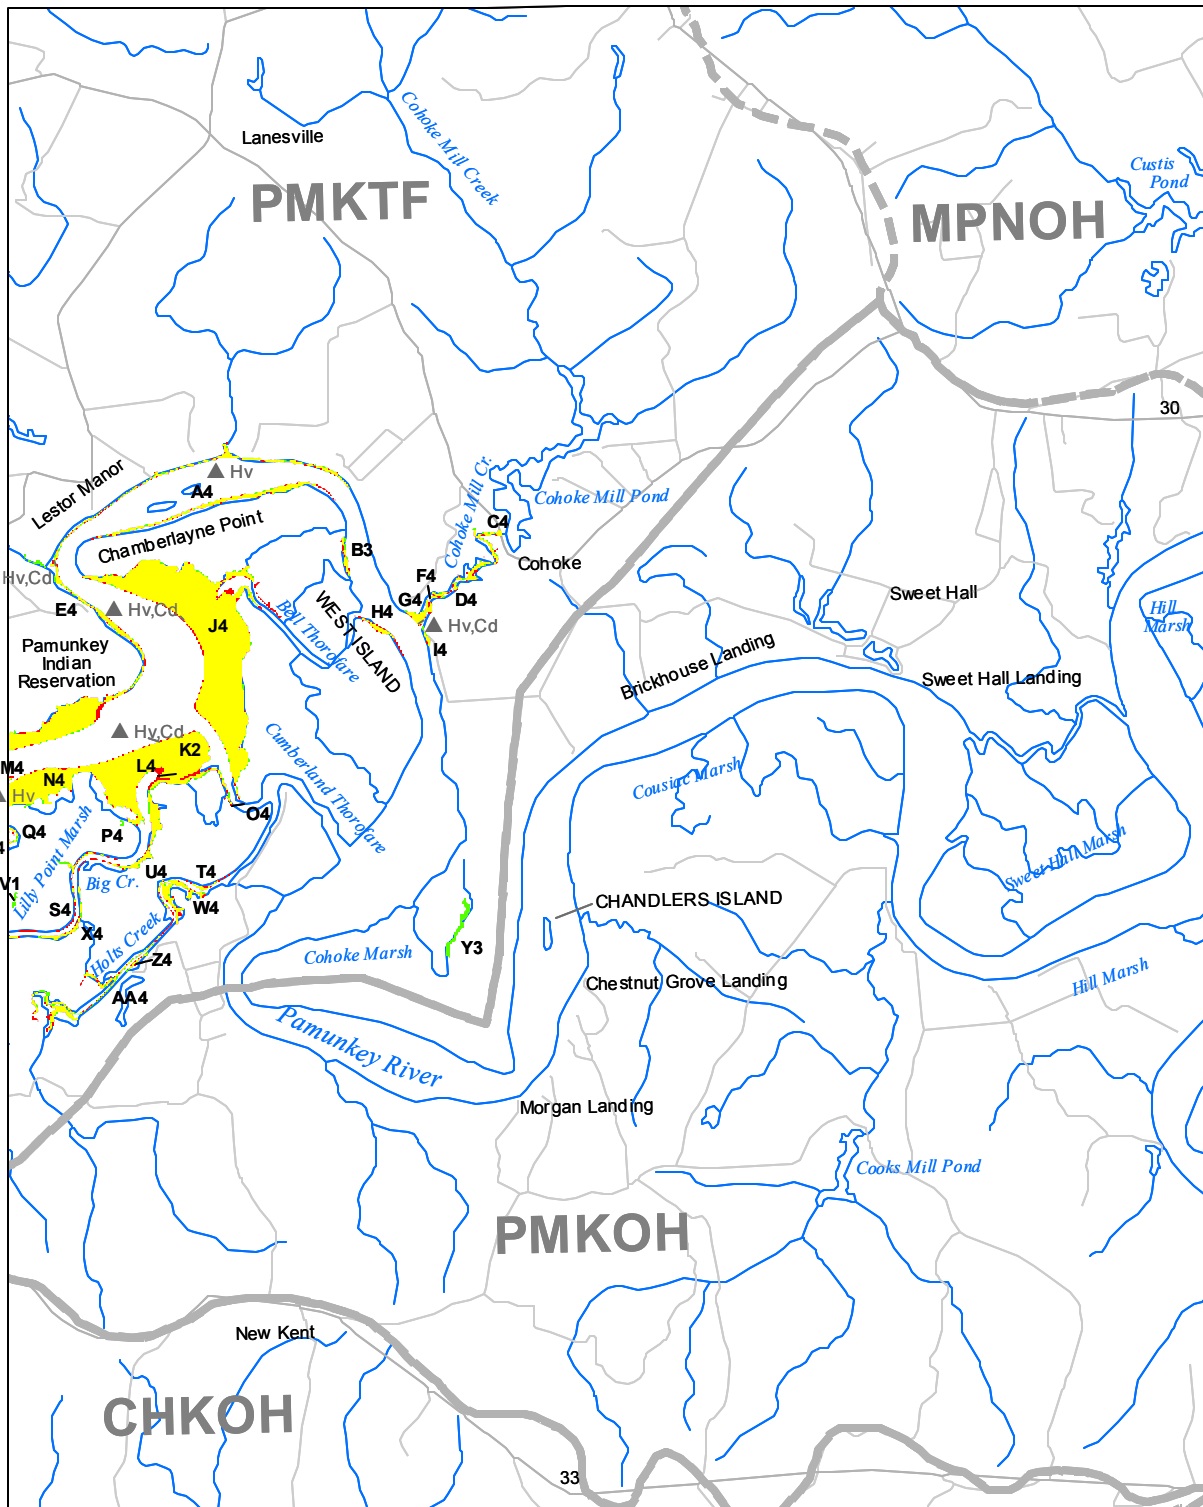 Lanesville
Cohoke Mill Creek
PMKTF
MPNOH
Custis
Pond
30
Lestor Manor
Hv
A4
Chamberlayne Point
Cohoke Mill Cr.
Cohoke Mill Pond
C4
B3
Cohoke
Hv,Cd
E4
Hv,Cd
F4
G4
D4
H4
Hv,Cd
I4
J4
Bell Thorofare
WEST ISLAND
Sweet Hall
Hill
Marsh
Pamunkey
Indian
Reservation
Brickhouse Landing
Sweet Hall Landing
Hv,Cd
K2
M4
L4
N4
Hv
Cumberland Thorofare
Cousiac Marsh
O4
Q4
P4
Lilly Point Marsh
4
V1
Big Cr.
U4
T4
W4
S4
X4
Holts Creek
Z4
AA4
Sweet Hall Marsh
CHANDLERS ISLAND
Cohoke Marsh
Y3
Chestnut Grove Landing
Hill Marsh
Pamunkey River
Morgan Landing
Cooks Mill Pond
PMKOH
New Kent
CHKOH
33